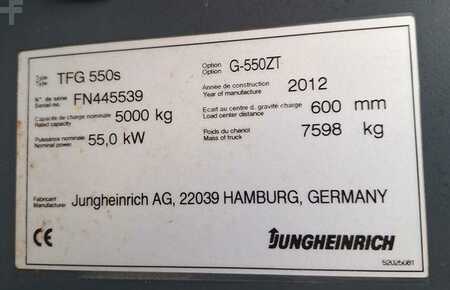 Type
Type TFG 550s
Option
Option G-550ZT
N° de série
Serial no. FN445539
Année de construction
Year of manufacture 2012
Capacité de charge nominale
Rated capacity 5000 kg
Ecart au centre d. gravité charge
Load center distance 600 mm
Puissance nominale
Nominal power 55,0 kW
Poids du chariot
Mass of truck 7598 kg
Fabricant
Manufacturer Jungheinrich AG, 22039 HAMBURG, GERMANY
CE
JUNGHEINRICH
52025081